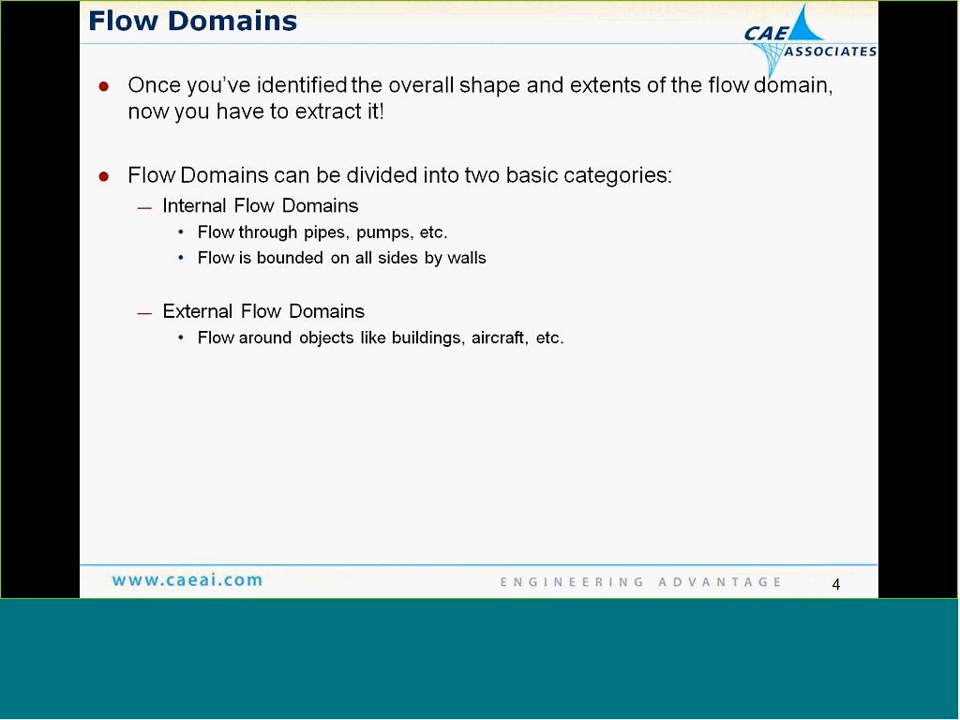 Flow Domains
CAE
ASSOCIATES
● Once you've identified the overall shape and extents of the flow domain,
now you have to extract it!
● Flow Domains can be divided into two basic categories:
— Internal Flow Domains
• Flow through pipes, pumps, etc.
• Flow is bounded on all sides by walls
— External Flow Domains
• Flow around objects like buildings, aircraft, etc.
www.caeai.com
ENGINEERING ADVANTAGE
4